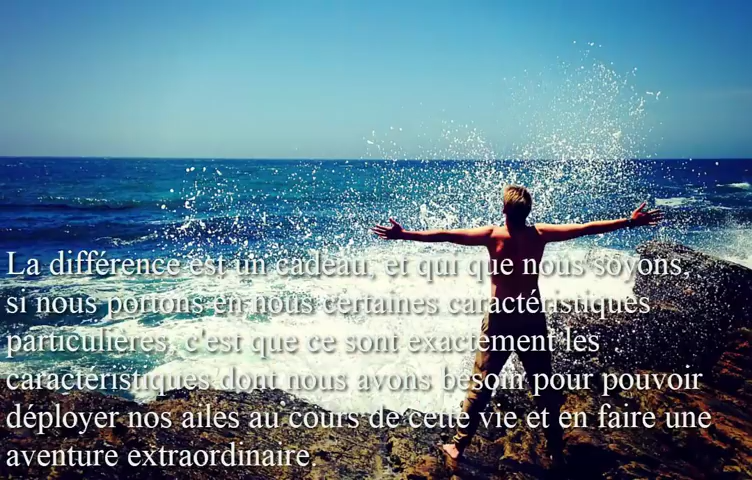 La différence est un cadeau, et qui que nous soyons,
si nous portons en nous certaines caractéristiques
particulières, c'est que ce sont exactement les
caractéristiques dont nous avons besoin pour pouvoir
déployer nos ailes au cours de cette vie et en faire une
aventure extraordinaire.